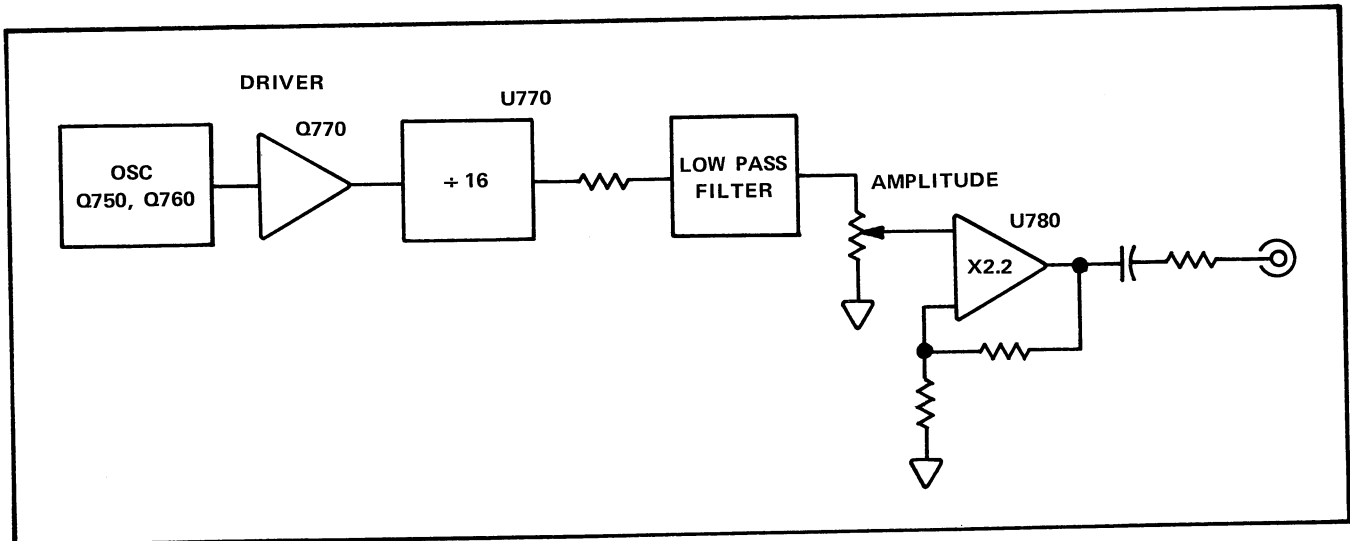 DRIVER
OSC
Q750, Q760
Q770
U770
÷ 16
LOW PASS
FILTER
AMPLITUDE
U780
X2.2